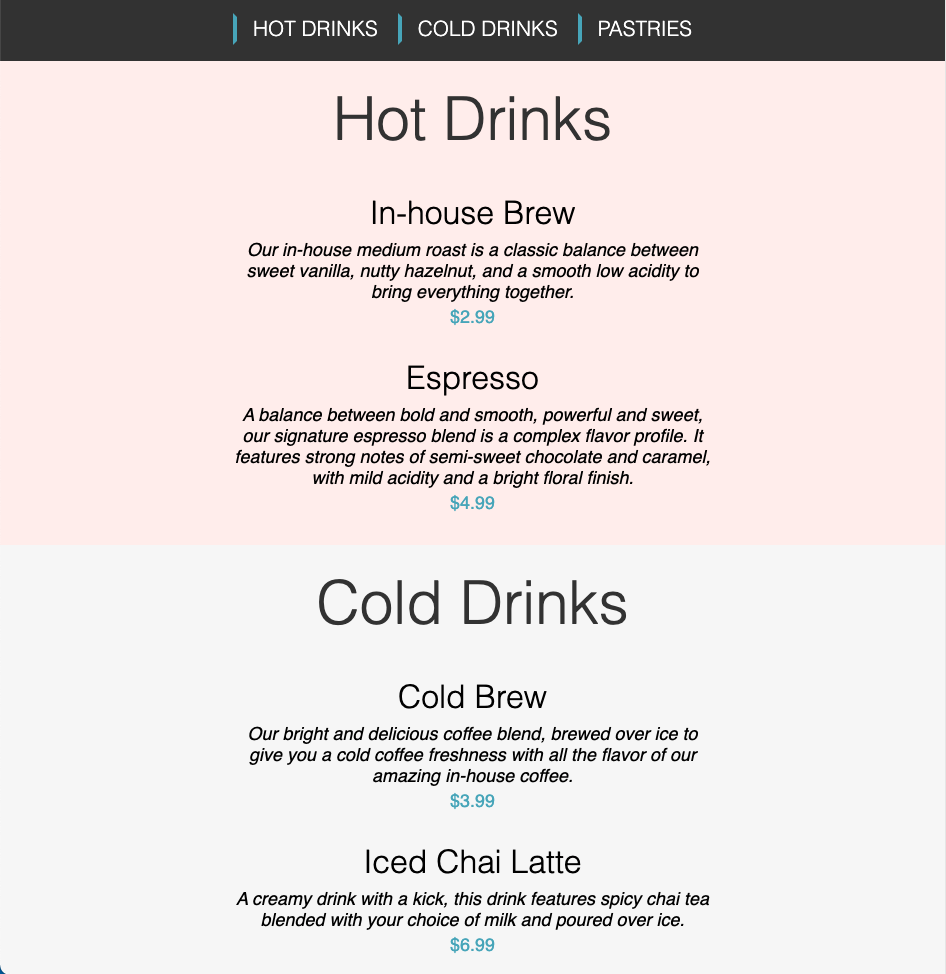 HOT DRINKS COLD DRINKS PASTRIES
Hot Drinks
In-house Brew
Our in-house medium roast is a classic balance between
sweet vanilla, nutty hazelnut, and a smooth low acidity to
bring everything together.
$2.99
Espresso
A balance between bold and smooth, powerful and sweet,
our signature espresso blend is a complex flavor profile. It
features strong notes of semi-sweet chocolate and caramel,
with mild acidity and a bright floral finish.
$4.99
Cold Drinks
Cold Brew
Our bright and delicious coffee blend, brewed over ice to
give you a cold coffee freshness with all the flavor of our
amazing in-house coffee.
$3.99
Iced Chai Latte
A creamy drink with a kick, this drink features spicy chai tea
blended with your choice of milk and poured over ice.
$6.99